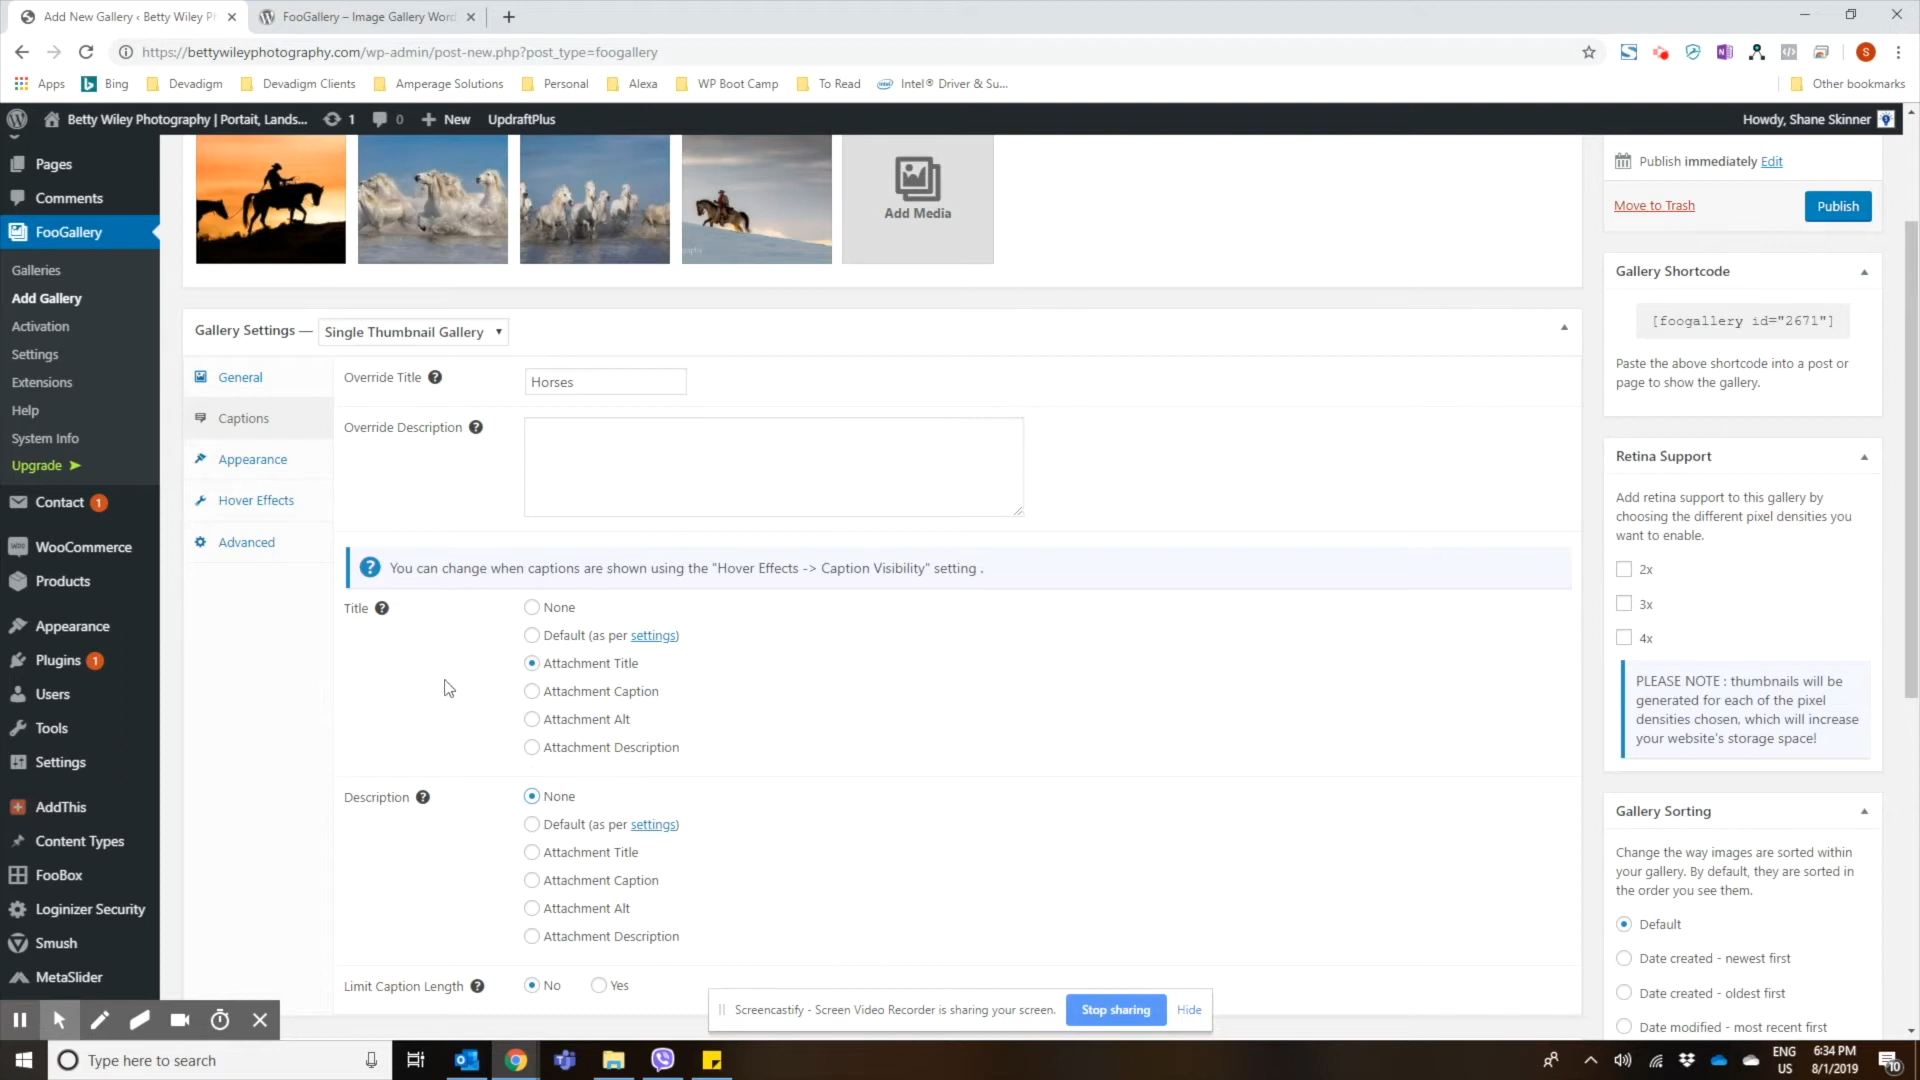 Add New Gallery ‹ Betty Wiley Ph
FooGallery – Image Gallery Word
https://bettywileyphotography.com/wp-admin/post-new.php?post_type=foogallery
Apps
Bing
Devadigm
Devadigm Clients
Amperage Solutions
Personal
Alexa
WP Boot Camp
To Read
Intel® Driver & Su...
Other bookmarks
Betty Wiley Photography | Portait, Lands...
1
0
New
UpdraftPlus
Howdy, Shane Skinner
Pages
Comments
FooGallery
Galleries
Add Gallery
Activation
Settings
Extensions
Help
System Info
Upgrade ➤
Contact 1
WooCommerce
Products
Appearance
Plugins 1
Users
Tools
Settings
AddThis
Content Types
FooBox
Loginizer Security
Smush
MetaSlider
Add Media
Gallery Settings — Single Thumbnail Gallery
General
Captions
Appearance
Hover Effects
Advanced
Override Title
Horses
Override Description
You can change when captions are shown using the "Hover Effects -> Caption Visibility" setting .
Title
None
Default (as per settings)
Attachment Title
Attachment Caption
Attachment Alt
Attachment Description
Description
None
Default (as per settings)
Attachment Title
Attachment Caption
Attachment Alt
Attachment Description
Limit Caption Length
No
Yes
Publish immediately Edit
Move to Trash
Publish
Gallery Shortcode
[foogallery id="2671"]
Paste the above shortcode into a post or
page to show the gallery.
Retina Support
Add retina support to this gallery by
choosing the different pixel densities you
want to enable.
2x
3x
4x
PLEASE NOTE : thumbnails will be
generated for each of the pixel
densities chosen, which will increase
your website's storage space!
Gallery Sorting
Change the way images are sorted within
your gallery. By default, they are sorted in
the order you see them.
Default
Date created - newest first
Date created - oldest first
Date modified - most recent first
Screencastify - Screen Video Recorder is sharing your screen.
Stop sharing
Hide
Type here to search
ENG
US
6:34 PM
8/1/2019
10